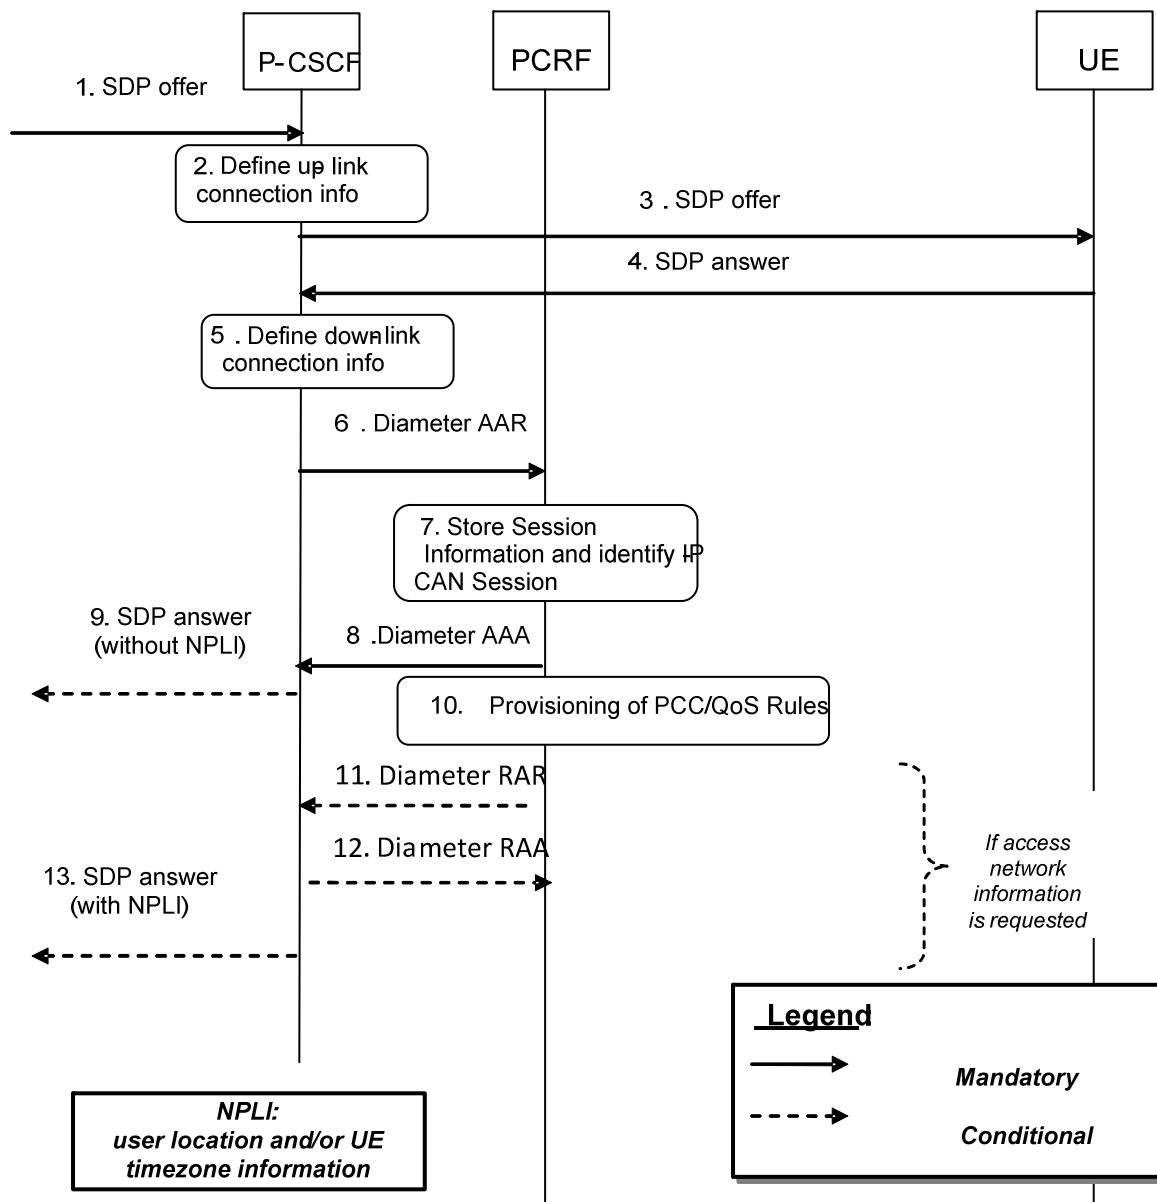 P-CSCF
PCRF
UE
1. SDP offer
2. Define up-link
connection info
3. SDP offer
4. SDP answer
5. Define down-link
connection info
6. Diameter AAR
7. Store Session
Information and identify IP-
CAN Session
9. SDP answer
(without NPLI)
8.Diameter AAA
10. Provisioning of PCC/QoS Rules
11. Diameter RAR
12. Diameter RAA
13. SDP answer
(with NPLI)
If access
network
information
is requested
Legend:
Mandatory
Conditional
NPLI:
user location and/or UE
timezone information